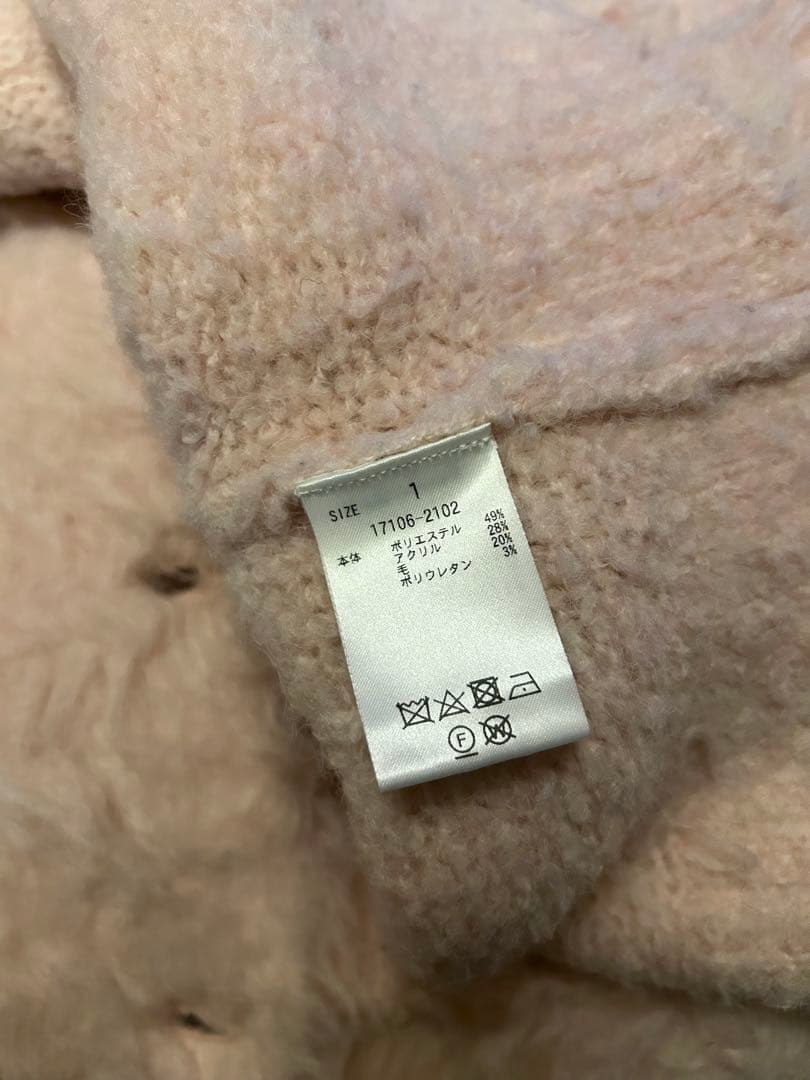 SIZE 1
17106-2102
本体 ポリエステル 49%
アクリル 28%
毛 20%
ポリウレタン 3%
F W